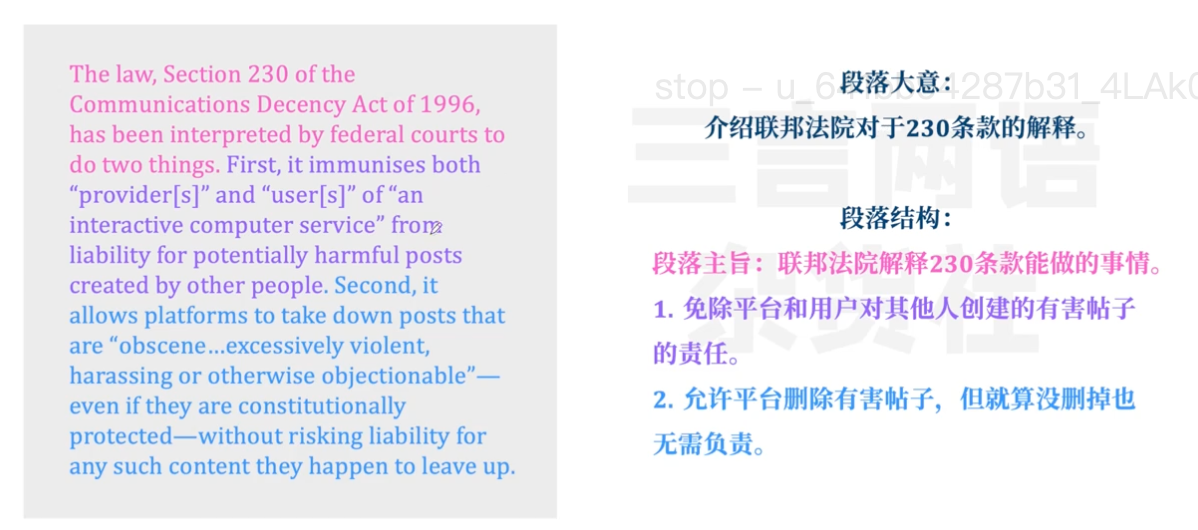 The law, Section 230 of the
Communications Decency Act of 1996,
has been interpreted by federal courts to
do two things. First, it immunises both
“provider[s]” and “user[s]” of “an
interactive computer service” from
liability for potentially harmful posts
created by other people. Second, it
allows platforms to take down posts that
are “obscene…excessively violent,
harassing or otherwise objectionable”—
even if they are constitutionally
protected—without risking liability for
any such content they happen to leave up.
stop –
段落大意：
介绍联邦法院对于230条款的解释。
三言两语
杂货社
段落结构：
段落主旨：联邦法院解释230条款能做的事情。
1. 免除平台和用户对其他人创建的有害帖子
的责任。
2. 允许平台删除有害帖子，但就算没删掉也
无需负责。